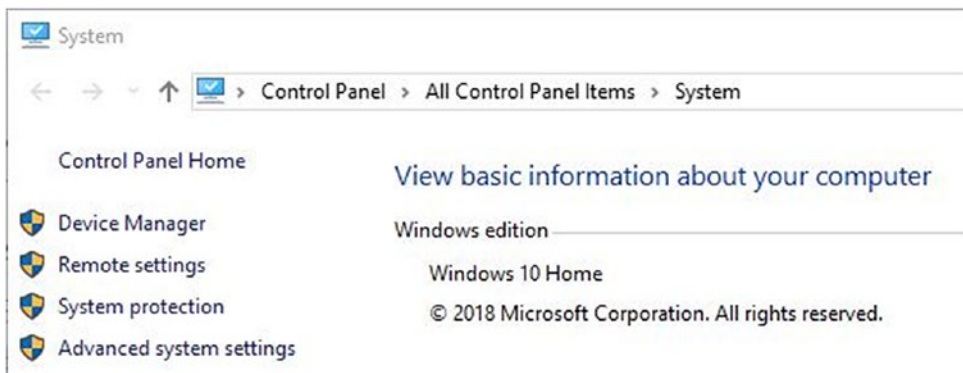 System
Control Panel > All Control Panel Items > System
Control Panel Home
Device Manager
Remote settings
System protection
Advanced system settings
View basic information about your computer
Windows edition
Windows 10 Home
© 2018 Microsoft Corporation. All rights reserved.